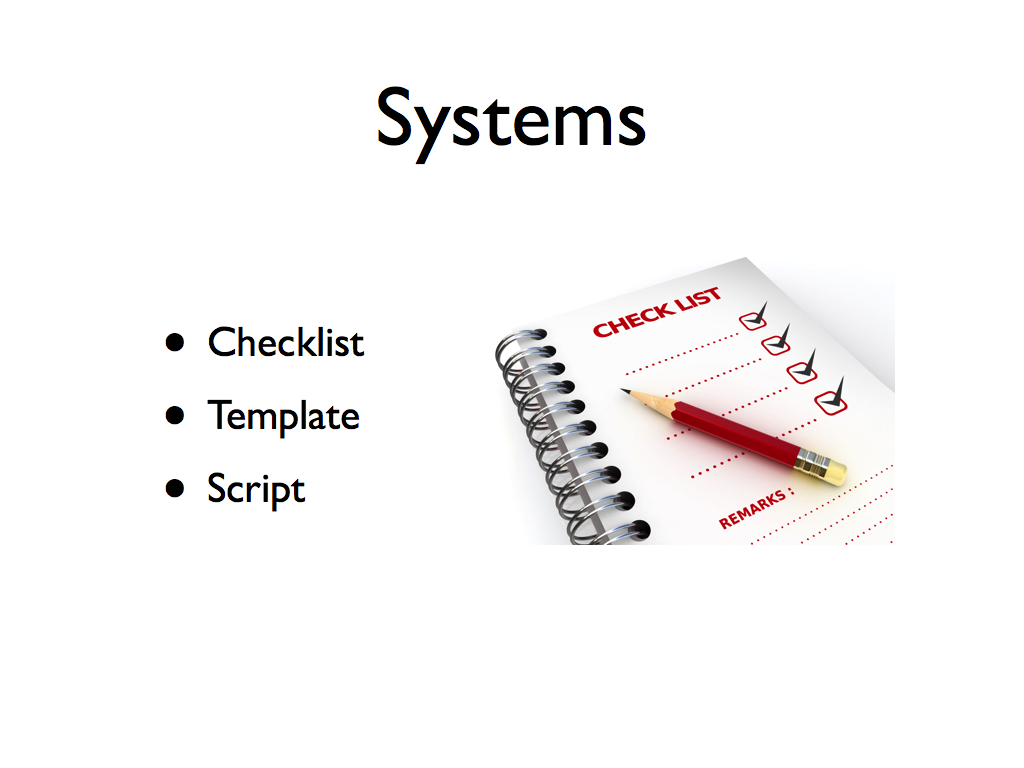 Systems
• Checklist
• Template
• Script
CHECK LIST
REMARKS :